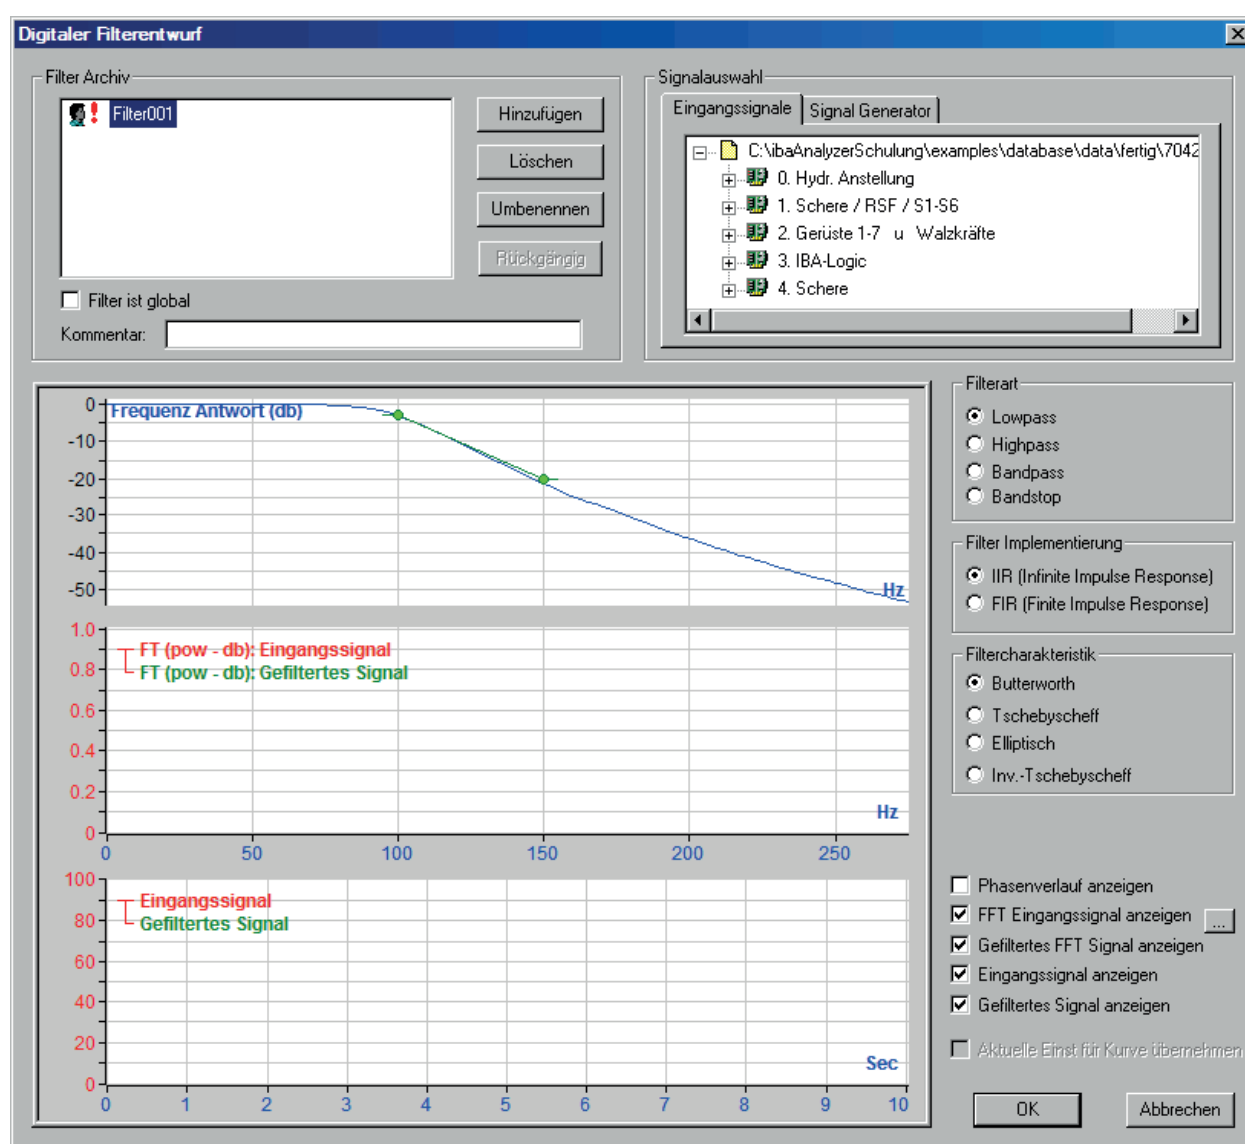 Digitaler Filterentwurf
Filter Archiv
Filter001
Hinzufügen
Löschen
Umbenennen
Rückgängig
Filter ist global
Kommentar:
Signalauswahl
Eingangssignale
Signal Generator
C:\ibaAnalyzerSchulung\examples\database\data\fertig\7042
0. Hydr. Anstellung
1. Schere / RSF / S1-S6
2. Gerüste 1-7 u Walzkräfte
3. IBA-Logic
4. Schere
0
Frequenz Antwort (db)
-10
-20
-30
-40
-50
Hz
1.0
FT (pow - db): Eingangssignal
0.8
FT (pow - db): Gefiltertes Signal
0.6
0.4
0.2
Hz
0
0 50 100 150 200 250
100
Eingangssignal
80
Gefiltertes Signal
60
40
20
Sec
0
0 1 2 3 4 5 6 7 8 9 10
Filterart
Lowpass
Highpass
Bandpass
Bandstop
Filter Implementierung
IIR (Infinite Impulse Response)
FIR (Finite Impulse Response)
Filtercharakteristik
Butterworth
Tschebyscheff
Elliptisch
Inv.-Tschebyscheff
Phasenverlauf anzeigen
FFT Eingangssignal anzeigen
...
Gefiltertes FFT Signal anzeigen
Eingangssignal anzeigen
Gefiltertes Signal anzeigen
Aktuelle Einst für Kurve übernehmen
OK
Abbrechen